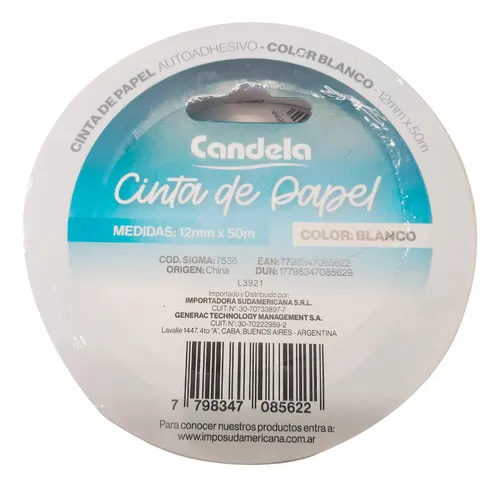 CINTA DE PAPEL AUTOADHESIVO - COLOR BLANCO - 12mm x 50m
Candela
Cinta de Papel
MEDIDAS: 12mm x 50m
COLOR: BLANCO
COD. SIGMA: 7536 EAN: 7798347085622
ORIGEN: China DUN: 17798347085629
L3921
Importado y Distribuido por:
IMPORTADORA SUDAMERICANA S.R.L.
CUIT: N°: 30-70733897-7
GENERAC TECHNOLOGY MANAGEMENT S.A.
CUIT: N°: 30-70222959-2
Lavalle 1447, 4to "A", CABA, BUENOS AIRES - ARGENTINA
7 798347 085622
Para conocer nuestros productos entra a:
www.imposudamericana.com.ar